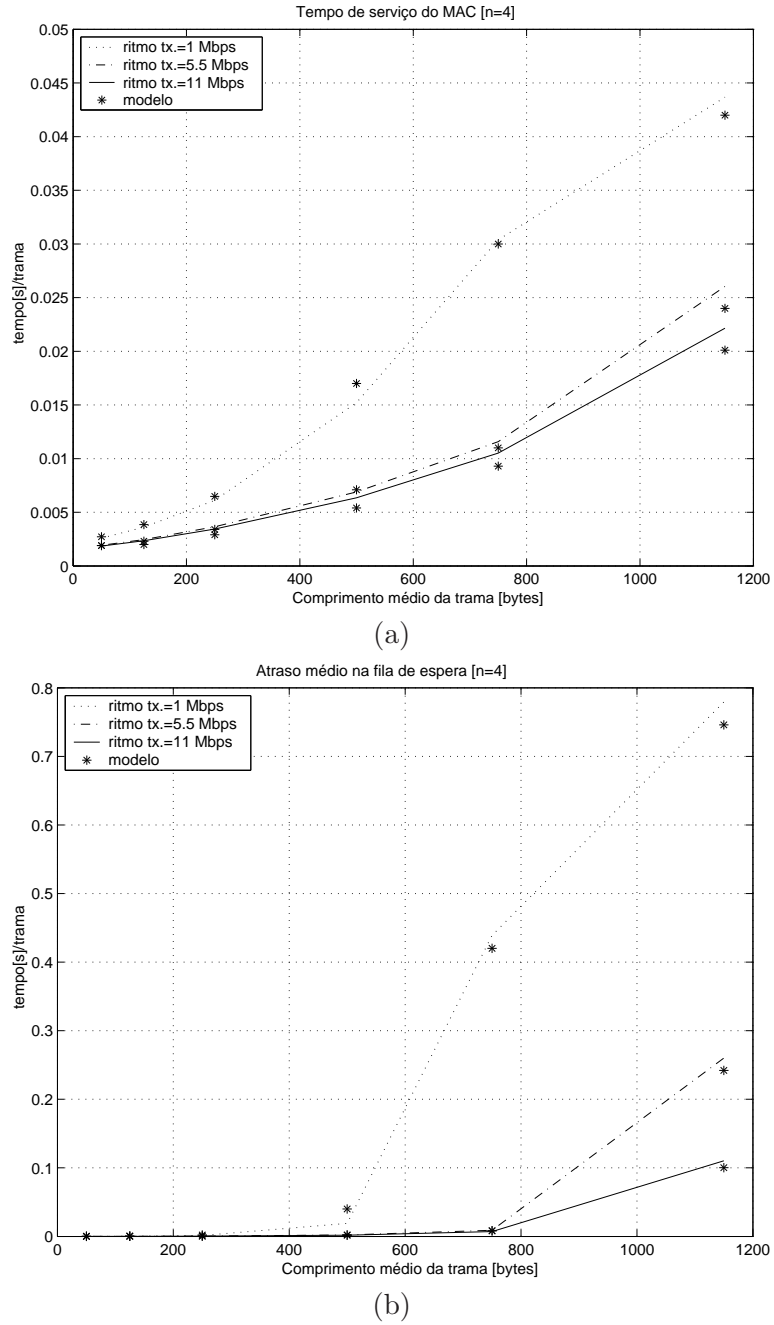 Tempo de serviço do MAC [n=4]
0.05
0.045
0.04
0.035
0.03
0.025
0.02
0.015
0.01
0.005
0
tempo[s]/trama
ritmo tx.=1 Mbps
ritmo tx.=5.5 Mbps
ritmo tx.=11 Mbps
modelo
0 200 400 600 800 1000 1200
Comprimento médio da trama [bytes]
(a)
Atraso médio na fila de espera [n=4]
0.8
0.7
0.6
0.5
0.4
0.3
0.2
0.1
0
tempo[s]/trama
ritmo tx.=1 Mbps
ritmo tx.=5.5 Mbps
ritmo tx.=11 Mbps
modelo
0 200 400 600 800 1000 1200
Comprimento médio da trama [bytes]
(b)